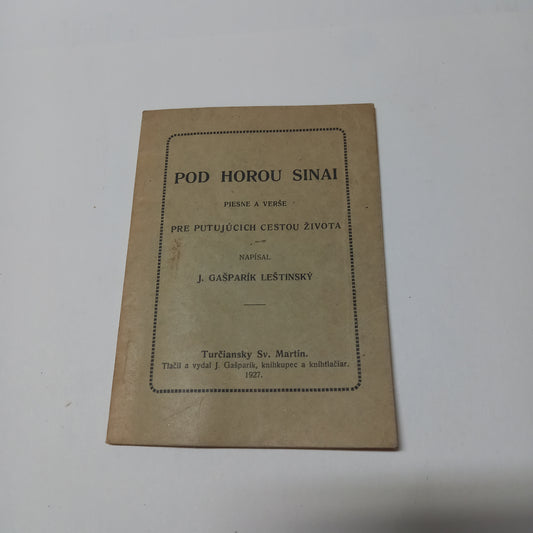 POD HOROU SINAI
PIESNE A VERŠE
PRE PUTUJÚCICH CESTOU ŽIVOTA
NAPÍSAL
J. GAŠPARÍK LEŠTINSKÝ
Turčiansky Sv. Martin.
Tlačil a vydal J. Gašparík, kníhkupec a kníhtlačiar.
1927.